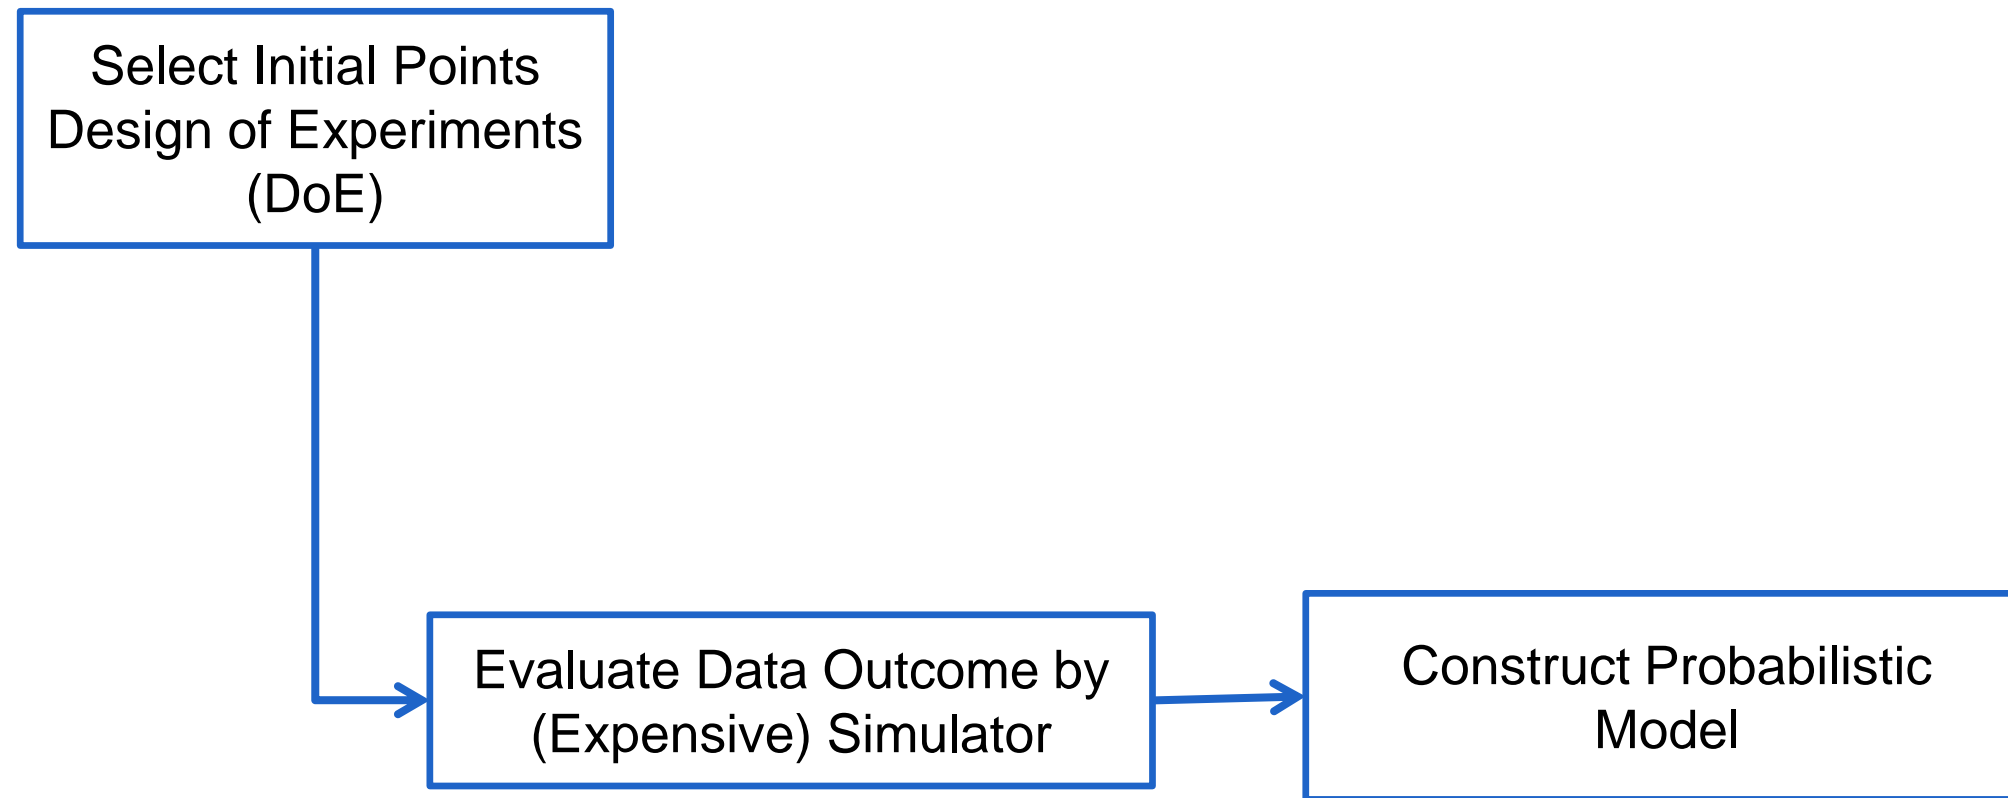 Select Initial Points
Design of Experiments
(DoE)
Evaluate Data Outcome by
(Expensive) Simulator
Construct Probabilistic
Model